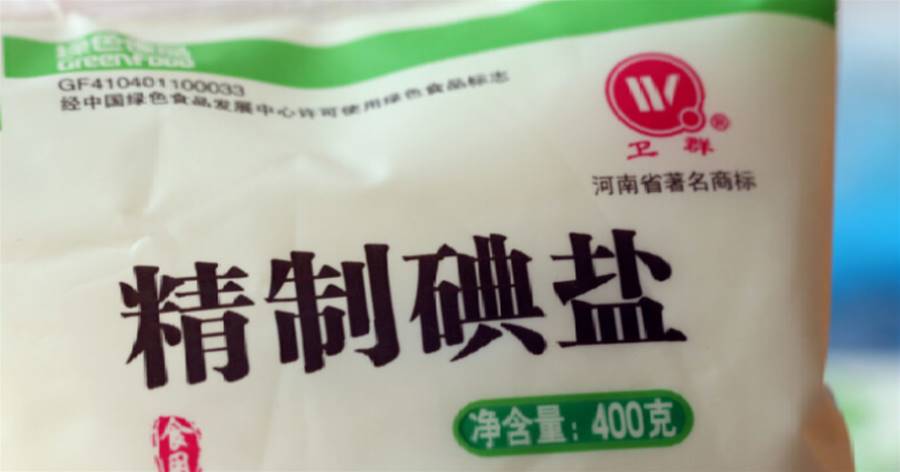 绿色食品
GreenFood
GF410401100033
经中国绿色食品发展中心许可使用绿色食品标志
W
®
卫群
河南省著名商标
精制碘盐
净含量：400克
食用